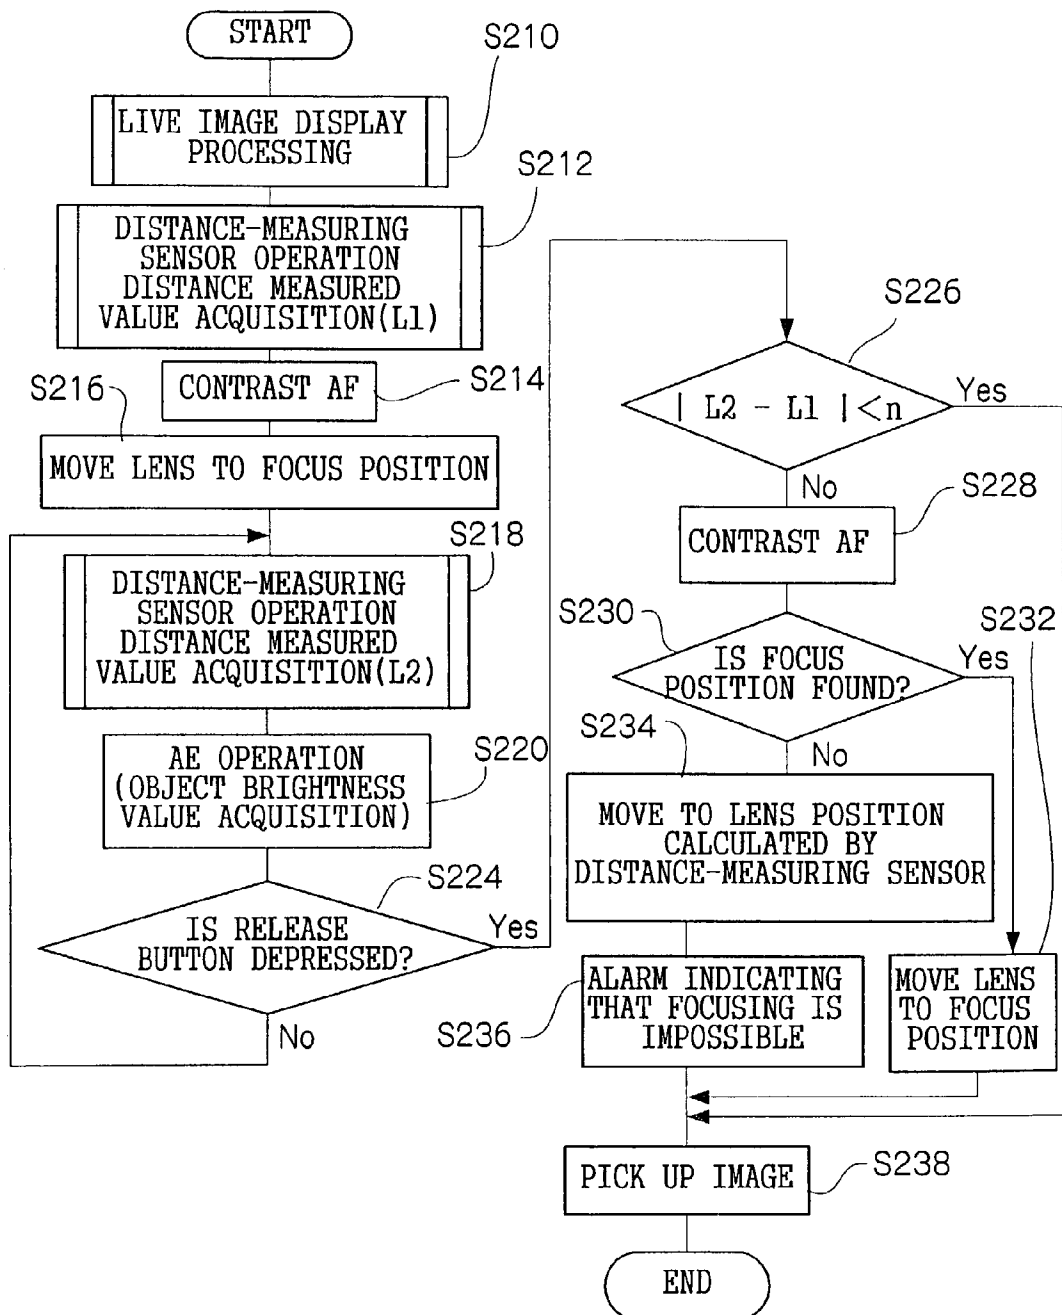 START
S210
LIVE IMAGE DISPLAY
PROCESSING
S212
DISTANCE-MEASURING
SENSOR OPERATION
DISTANCE MEASURED
VALUE ACQUISITION(L1)
S214
CONTRAST AF
S216
MOVE LENS TO FOCUS POSITION
S218
DISTANCE-MEASURING
SENSOR OPERATION
DISTANCE MEASURED
VALUE ACQUISITION(L2)
S220
AE OPERATION
(OBJECT BRIGHTNESS
VALUE ACQUISITION)
S224
IS RELEASE
BUTTON DEPRESSED?
Yes
No
S226
| L2 - L1 |<n
Yes
No
S228
CONTRAST AF
S230
IS FOCUS
POSITION FOUND?
Yes
No
S232
MOVE LENS
TO FOCUS
POSITION
S234
MOVE TO LENS POSITION
CALCULATED BY
DISTANCE-MEASURING SENSOR
S236
ALARM INDICATING
THAT FOCUSING IS
IMPOSSIBLE
S238
PICK UP IMAGE
END